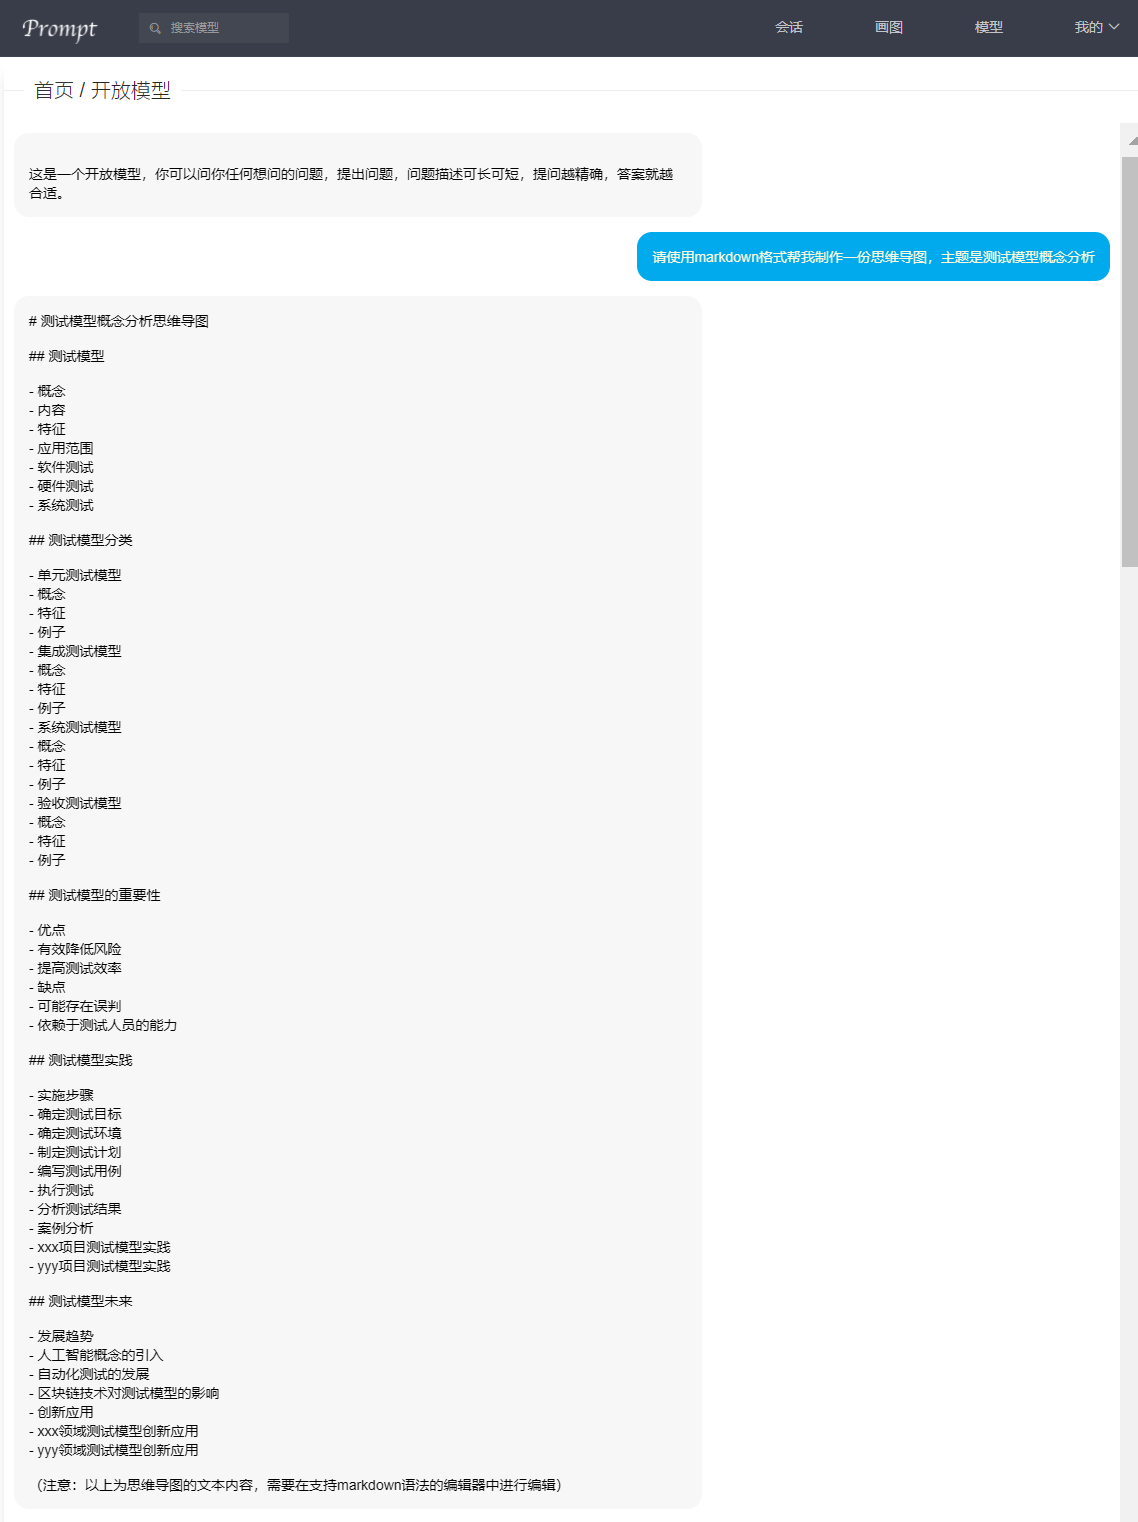 Prompt
搜索模型
会话
画图
模型
我的
首页 / 开放模型
这是一个开放模型，你可以问你任何想问的问题，提出问题，问题描述可长可短，提问越精确，答案就越
合适。
请使用markdown格式帮我制作一份思维导图，主题是测试模型概念分析
# 测试模型概念分析思维导图
## 测试模型
- 概念
- 内容
- 特征
- 应用范围
- 软件测试
- 硬件测试
- 系统测试
## 测试模型分类
- 单元测试模型
- 概念
- 特征
- 例子
- 集成测试模型
- 概念
- 特征
- 例子
- 系统测试模型
- 概念
- 特征
- 例子
- 验收测试模型
- 概念
- 特征
- 例子
## 测试模型的重要性
- 优点
- 有效降低风险
- 提高测试效率
- 缺点
- 可能存在误判
- 依赖于测试人员的能力
## 测试模型实践
- 实施步骤
- 确定测试目标
- 确定测试环境
- 制定测试计划
- 编写测试用例
- 执行测试
- 分析测试结果
- 案例分析
- xxx项目测试模型实践
- yyy项目测试模型实践
## 测试模型未来
- 发展趋势
- 人工智能概念的引入
- 自动化测试的发展
- 区块链技术对测试模型的影响
- 创新应用
- xxx领域测试模型创新应用
- yyy领域测试模型创新应用
（注意：以上为思维导图的文本内容，需要在支持markdown语法的编辑器中进行编辑）